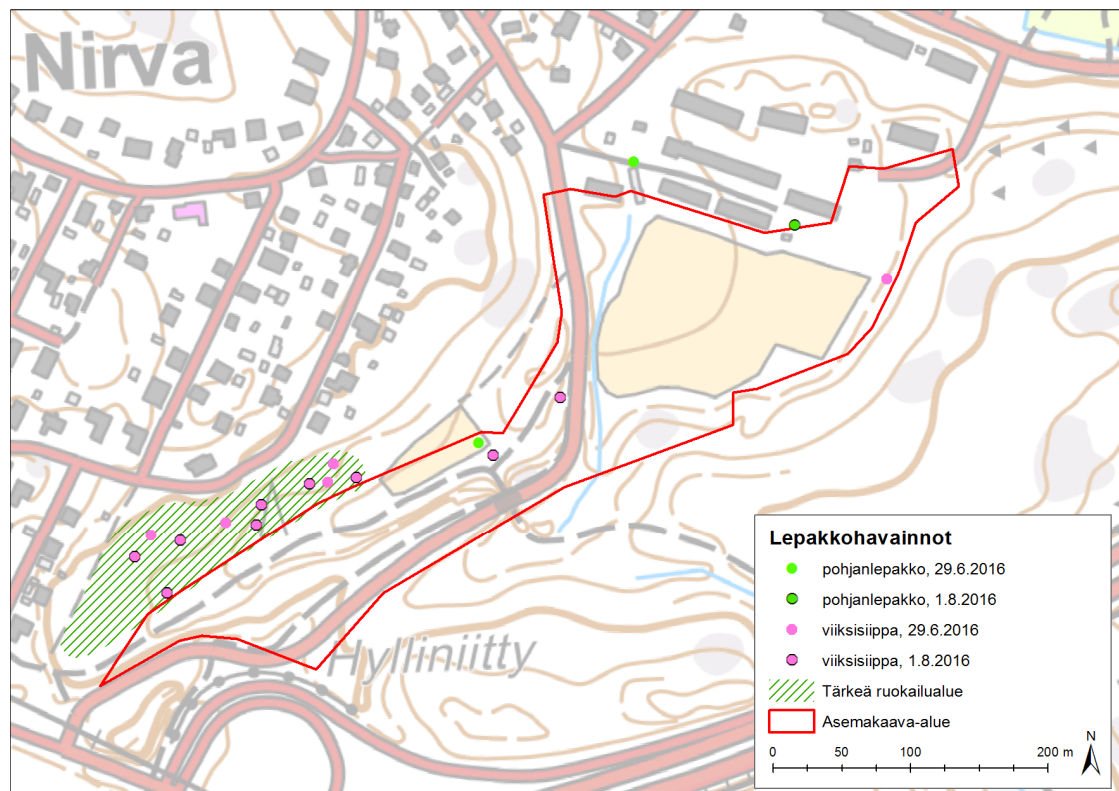 Nirva
Hylliniitty
Lepakkohavainnot
pohjanlepakko, 29.6.2016
pohjanlepakko, 1.8.2016
viiksisiippa, 29.6.2016
viiksisiippa, 1.8.2016
Tärkeä ruokailualue
Asemakaava-alue
N
0 50 100 200 m